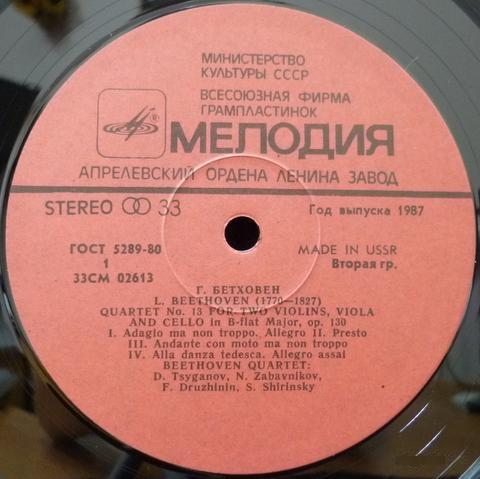 МИНИСТЕРСТВО
КУЛЬТУРЫ СССР
ВСЕСОЮЗНАЯ ФИРМА
ГРАМПЛАСТИНОК
МЕЛОДИЯ
АПРЕЛЕВСКИЙ ОРДЕНА ЛЕНИНА ЗАВОД
STEREO 33
Год выпуска 1987
ГОСТ 5289-80
MADE IN USSR
1
Вторая гр.
33СМ 02613
Г. БЕТХОВЕН
L. BEETHOVEN (1770—1827)
QUARTET No. 13 FOR TWO VIOLINS, VIOLA
AND CELLO in B-flat Major, op. 130
I. Adagio ma non troppo. Allegro II. Presto
III. Andante con moto ma non troppo
IV. Alla danza tedesca. Allegro assai
BEETHOVEN QUARTET:
D. Tsyganov, N. Zabavnikov,
F. Druzhinin, S. Shirinsky